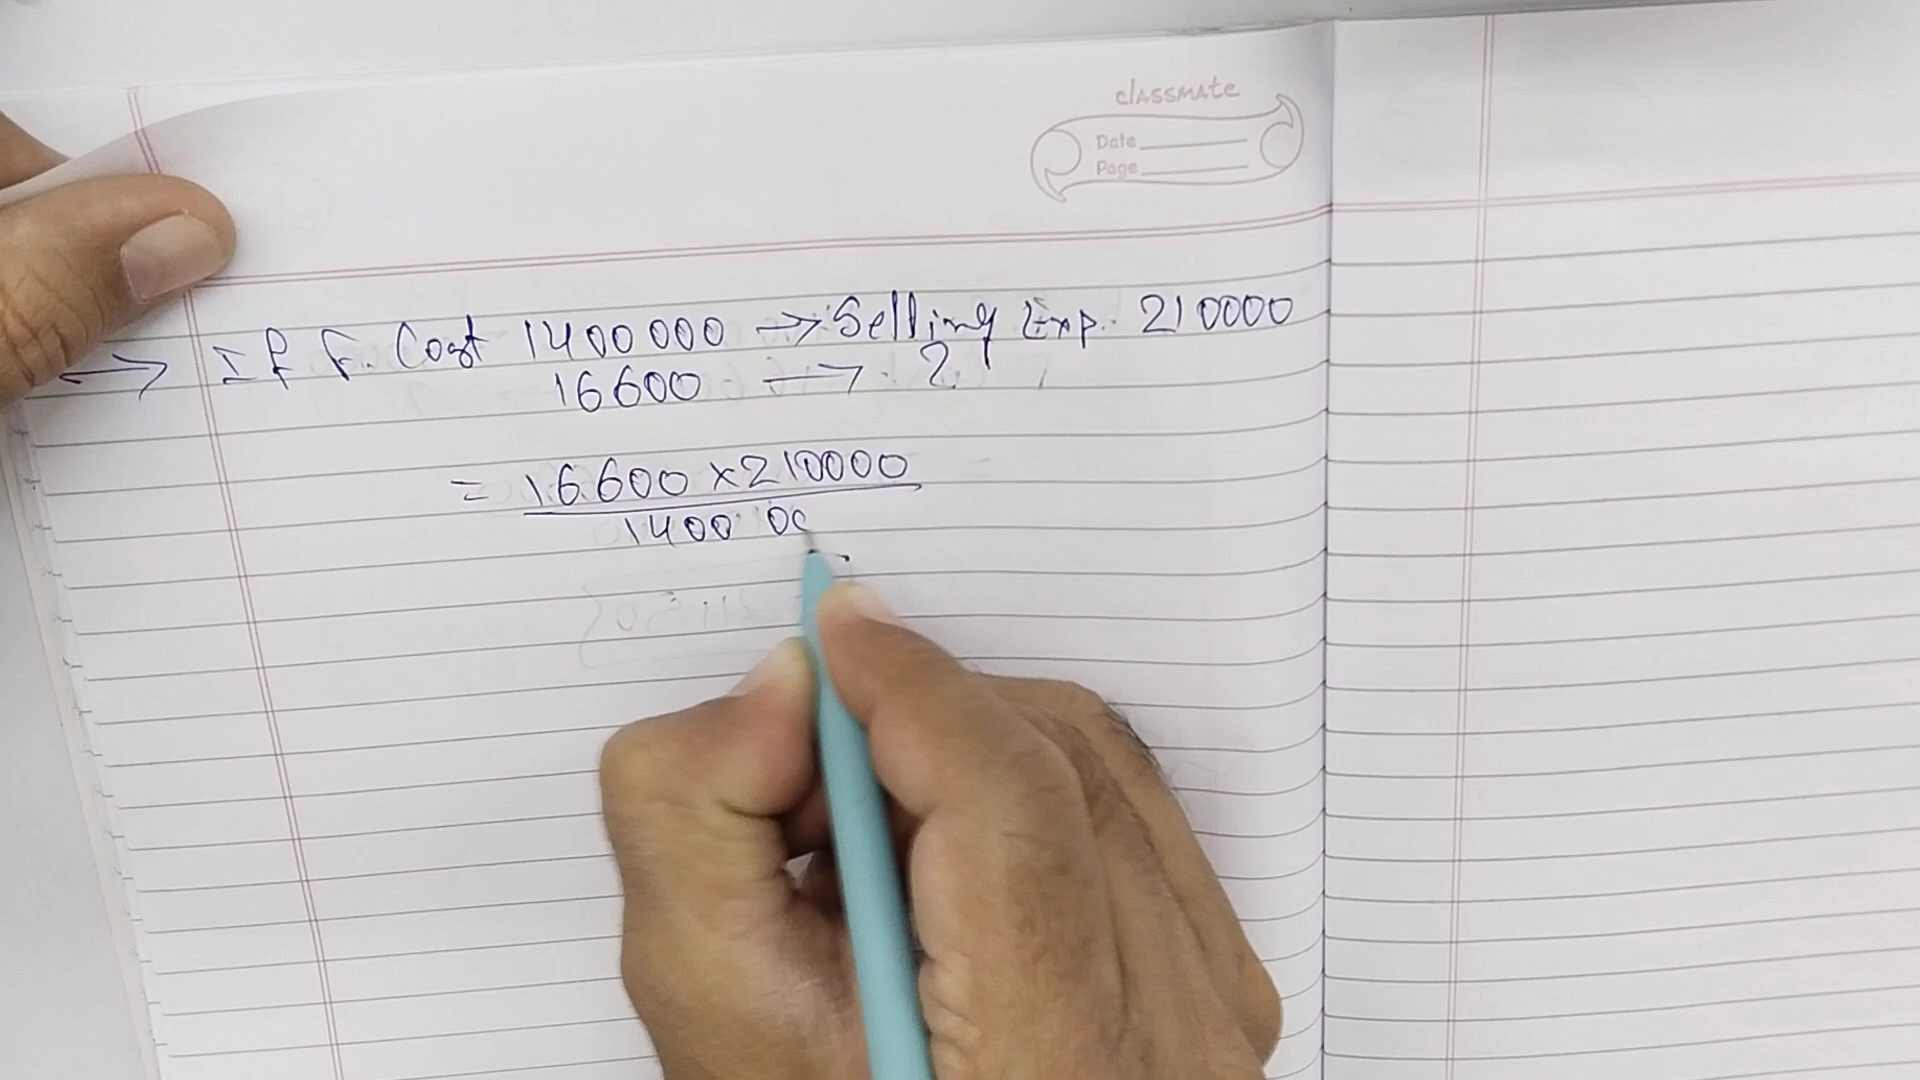 classmate
Date
Page
→ If F. Cost 1400000 → Selling Exp. 210000
16600 → ?
= 16600 x 210000
1400 00